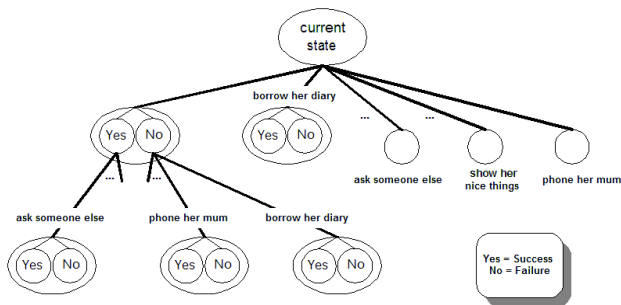 current
state
borrow her diary
...
...
Yes
No
Yes
No
ask someone else
show her
nice things
phone her mum
...
...
ask someone else
phone her mum
borrow her diary
Yes
No
Yes
No
Yes
No
Yes = Success
No = Failure